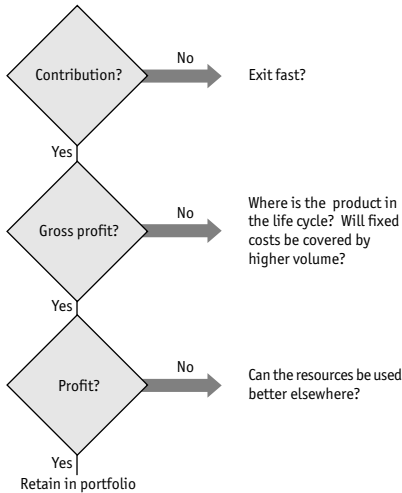 Contribution?
No
Exit fast?
Yes
Gross profit?
No
Where is the product in
the life cycle? Will fixed
costs be covered by
higher volume?
Yes
Profit?
No
Can the resources be used
better elsewhere?
Yes
Retain in portfolio